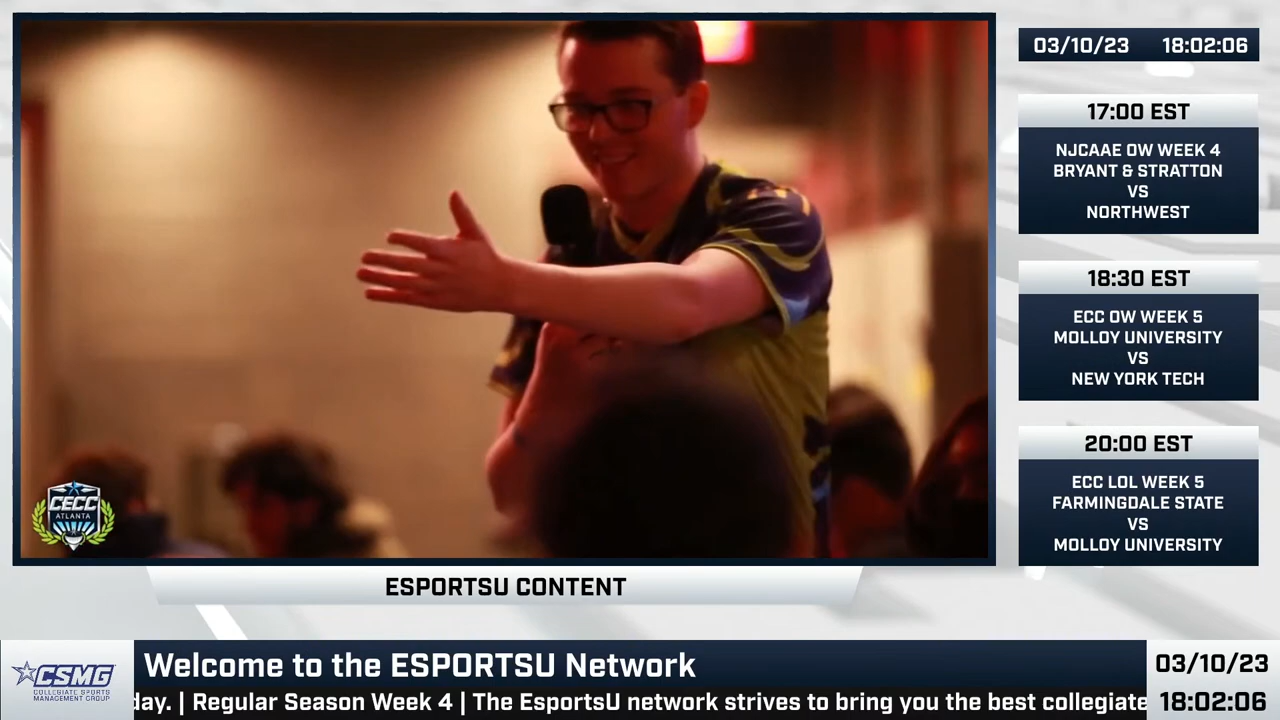 03/10/23 18:02:06
17:00 EST
NJCAAE OW WEEK 4
BRYANT & STRATTON
VS
NORTHWEST
18:30 EST
ECC OW WEEK 5
MOLLOY UNIVERSITY
VS
NEW YORK TECH
20:00 EST
ECC LOL WEEK 5
FARMINGDALE STATE
VS
MOLLOY UNIVERSITY
CECC
ATLANTA
ESPORTSU CONTENT
CSMG
COLLEGIATE SPORTS
MANAGEMENT GROUP
Welcome to the ESPORTSU Network
day. | Regular Season Week 4 | The EsportsU network strives to bring you the best collegiate
03/10/23
18:02:06